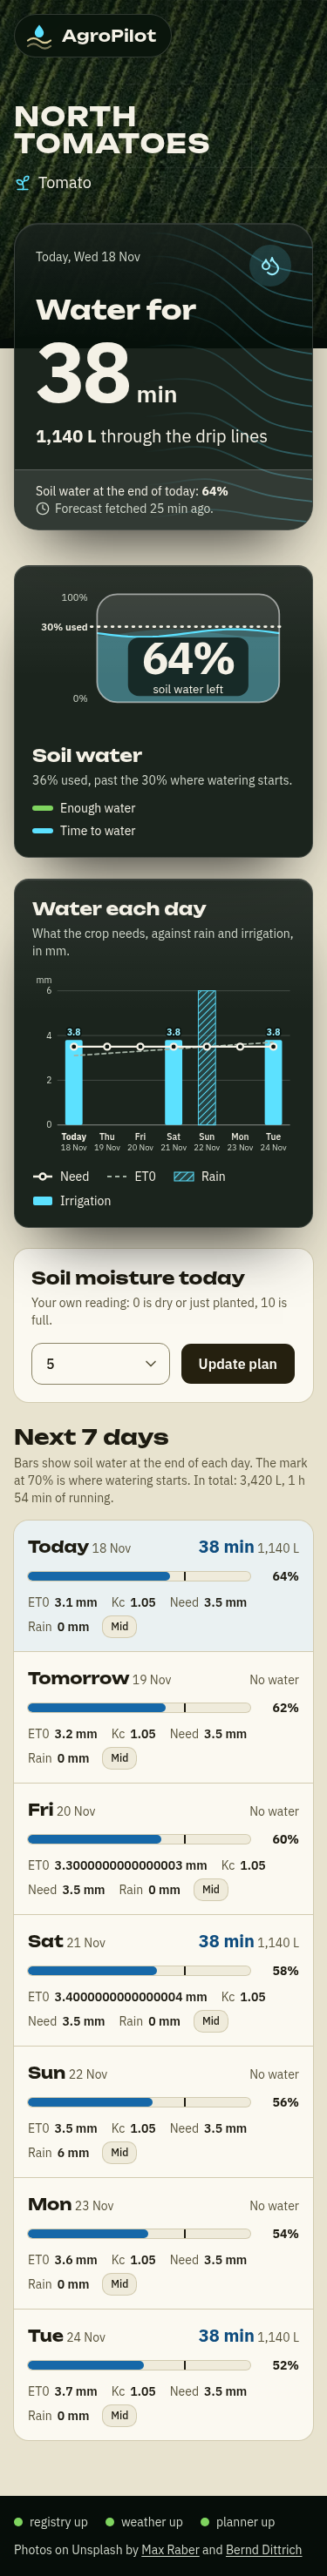 AgroPilot
NORTH
TOMATOES
Tomato
Today, Wed 18 Nov
Water for
38 min
1,140 L through the drip lines
Soil water at the end of today: 64%
Forecast fetched 25 min ago.
100%
30% used
64%
soil water left
0%
Soil water
36% used, past the 30% where watering starts.
Enough water
Time to water
Water each day
What the crop needs, against rain and irrigation,
in mm.
mm
6
4
2
0
3.8 3.8 3.8
Today Thu Fri Sat Sun Mon Tue
18 Nov 19 Nov 20 Nov 21 Nov 22 Nov 23 Nov 24 Nov
Need ET0 Rain
Irrigation
Soil moisture today
Your own reading: 0 is dry or just planted, 10 is
full.
5 Update plan
Next 7 days
Bars show soil water at the end of each day. The mark
at 70% is where watering starts. In total: 3,420 L, 1 h
54 min of running.
Today 18 Nov 38 min 1,140 L
64%
ET0 3.1 mm Kc 1.05 Need 3.5 mm
Rain 0 mm Mid
Tomorrow 19 Nov No water
62%
ET0 3.2 mm Kc 1.05 Need 3.5 mm
Rain 0 mm Mid
Fri 20 Nov No water
60%
ET0 3.3000000000000003 mm Kc 1.05
Need 3.5 mm Rain 0 mm Mid
Sat 21 Nov 38 min 1,140 L
58%
ET0 3.4000000000000004 mm Kc 1.05
Need 3.5 mm Rain 0 mm Mid
Sun 22 Nov No water
56%
ET0 3.5 mm Kc 1.05 Need 3.5 mm
Rain 6 mm Mid
Mon 23 Nov No water
54%
ET0 3.6 mm Kc 1.05 Need 3.5 mm
Rain 0 mm Mid
Tue 24 Nov 38 min 1,140 L
52%
ET0 3.7 mm Kc 1.05 Need 3.5 mm
Rain 0 mm Mid
registry up weather up planner up
Photos on Unsplash by Max Raber and Bernd Dittrich